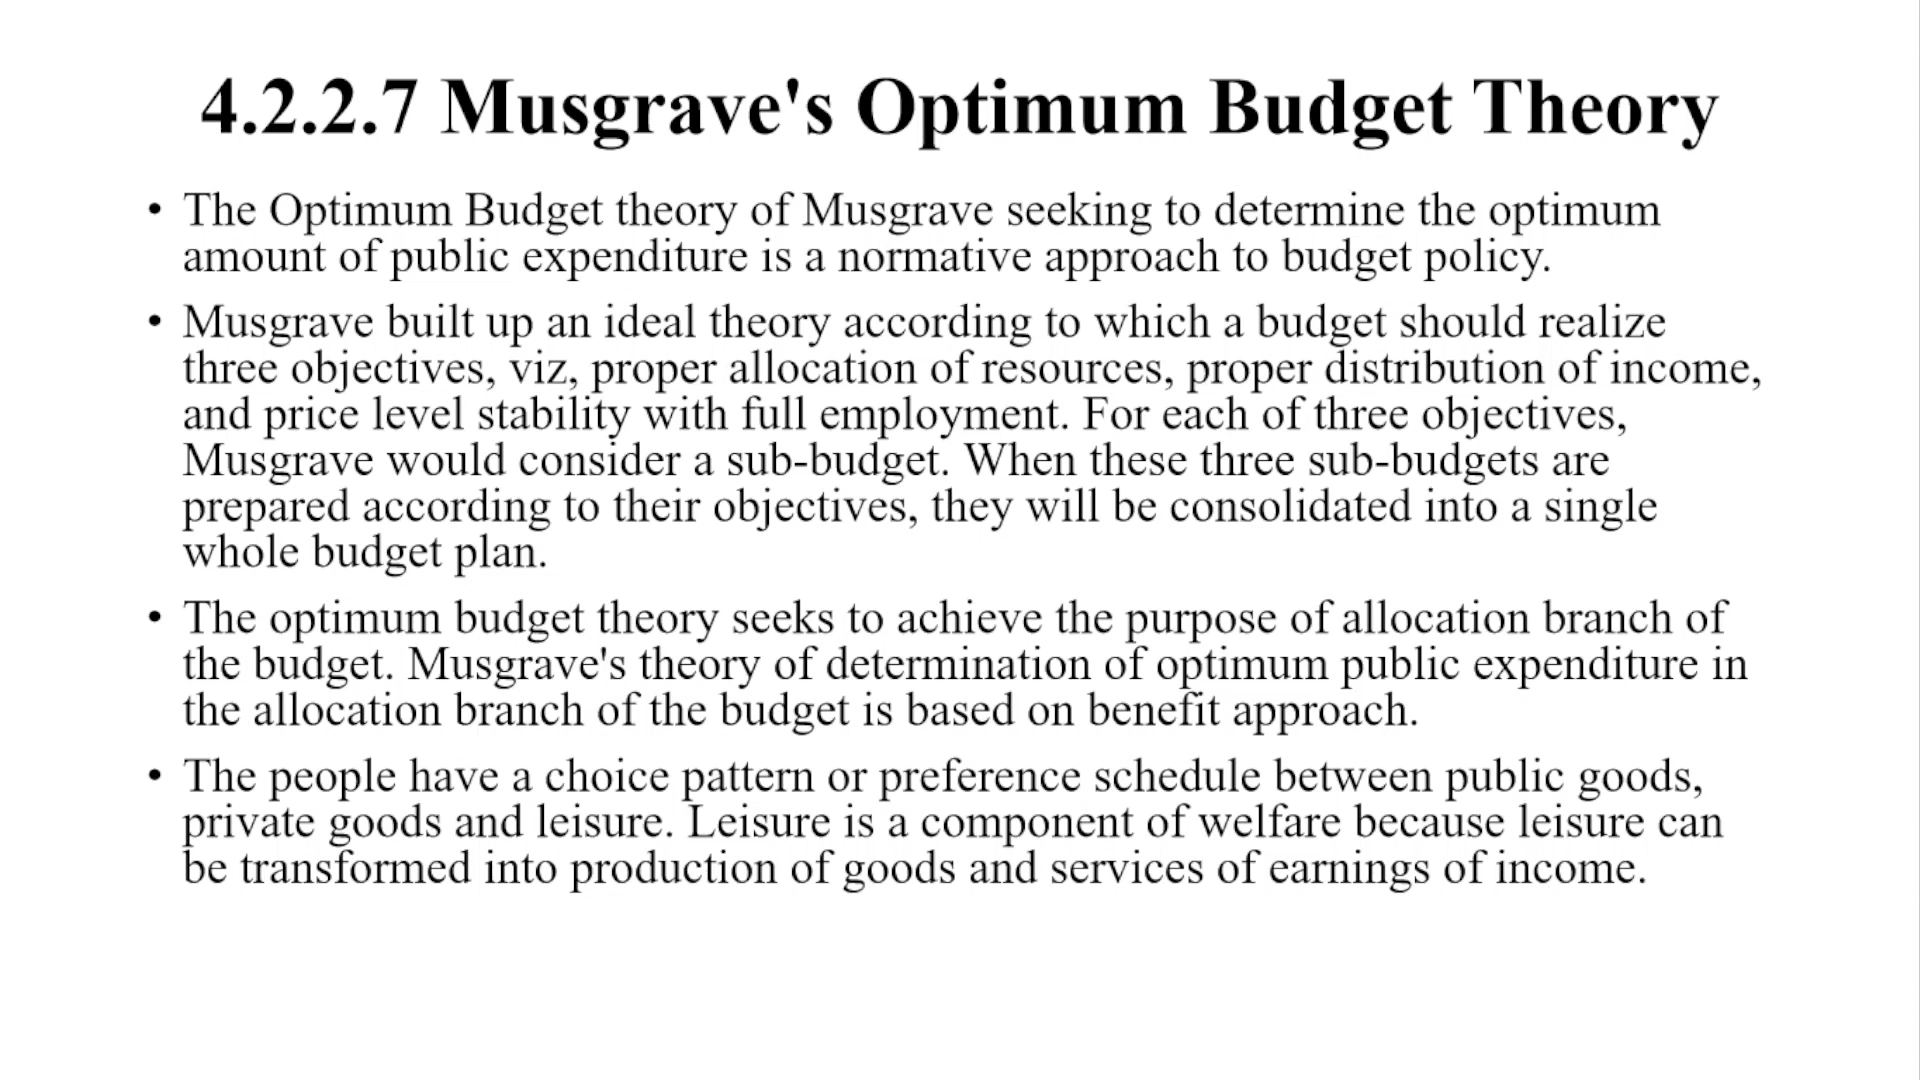 4.2.2.7 Musgrave's Optimum Budget Theory
• The Optimum Budget theory of Musgrave seeking to determine the optimum
amount of public expenditure is a normative approach to budget policy.
• Musgrave built up an ideal theory according to which a budget should realize
three objectives, viz, proper allocation of resources, proper distribution of income,
and price level stability with full employment. For each of three objectives,
Musgrave would consider a sub-budget. When these three sub-budgets are
prepared according to their objectives, they will be consolidated into a single
whole budget plan.
• The optimum budget theory seeks to achieve the purpose of allocation branch of
the budget. Musgrave's theory of determination of optimum public expenditure in
the allocation branch of the budget is based on benefit approach.
• The people have a choice pattern or preference schedule between public goods,
private goods and leisure. Leisure is a component of welfare because leisure can
be transformed into production of goods and services of earnings of income.